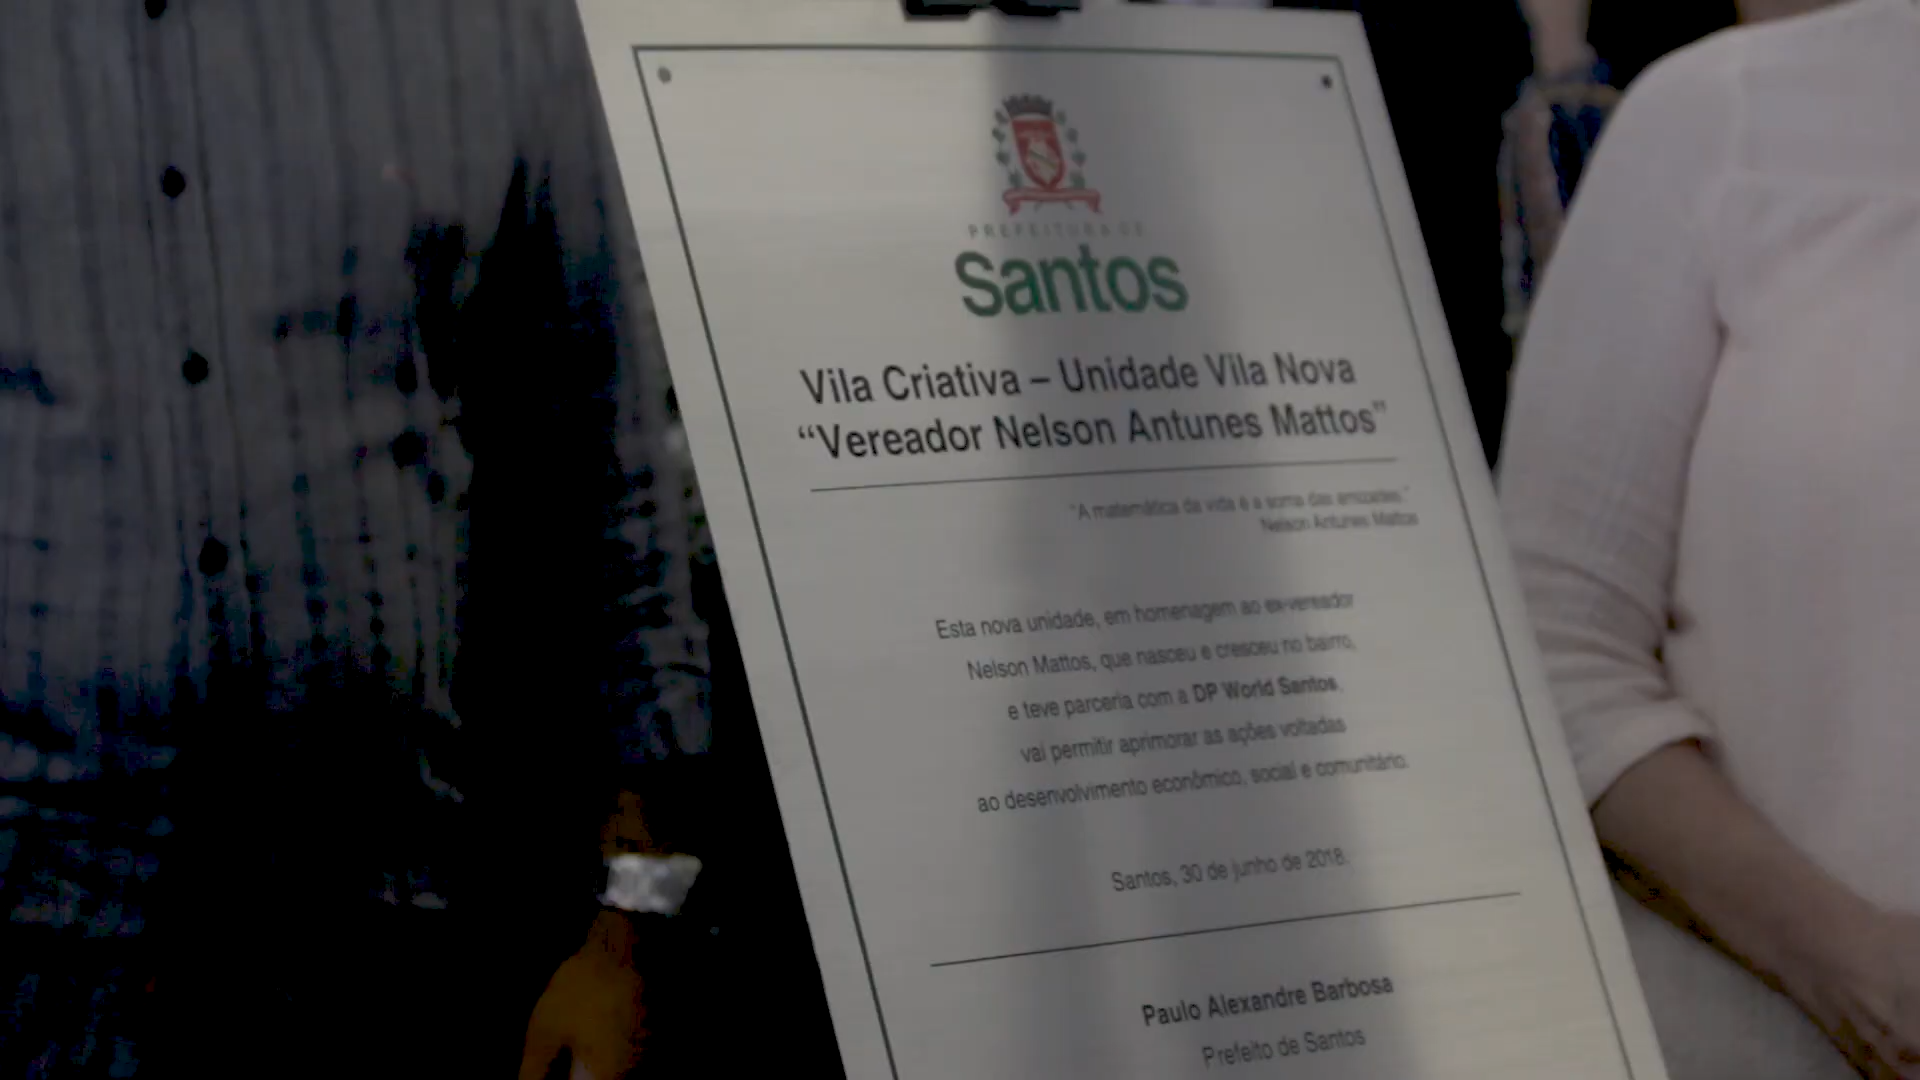 PREFEITURA DE
Santos
Vila Criativa – Unidade Vila Nova
“Vereador Nelson Antunes Mattos”
“A matemática da vida é a soma das amizades.”
Nelson Antunes Mattos
Esta nova unidade, em homenagem ao ex-vereador
Nelson Mattos, que nasceu e cresceu no bairro,
e teve parceria com a DP World Santos,
vai permitir aprimorar as ações voltadas
ao desenvolvimento econômico, social e comunitário.
Santos, 30 de junho de 2018.
Paulo Alexandre Barbosa
Prefeito de Santos